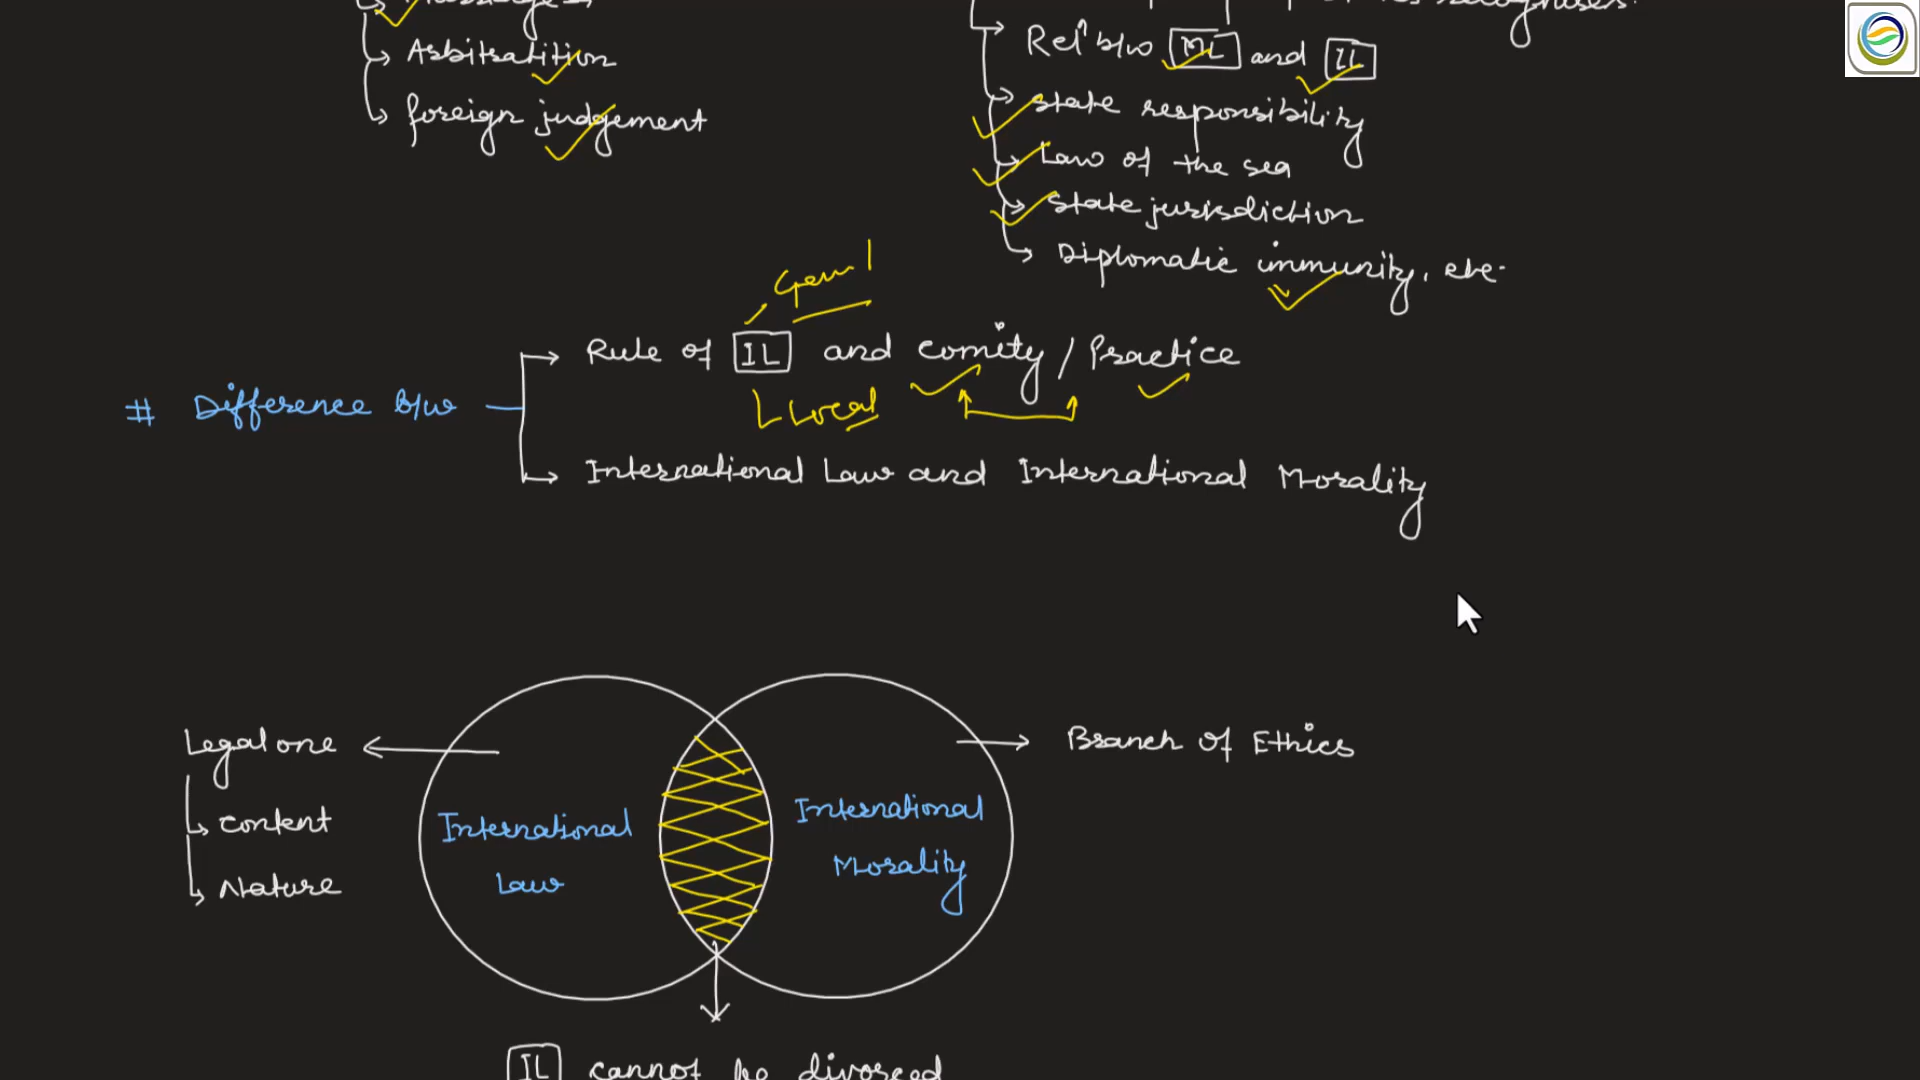 Arbitration
foreign judgement
Relⁿ b/w ML and IL
state responsibility
Law of the sea
state jurisdiction
Diplomatic immunity, etc.
Genrl
Rule of IL and comity / Practice
Local
# Difference b/w
International Law and International Morality
Legal one
Content
Nature
International
Law
International
Morality
Branch of Ethics
IL cannot be divorced